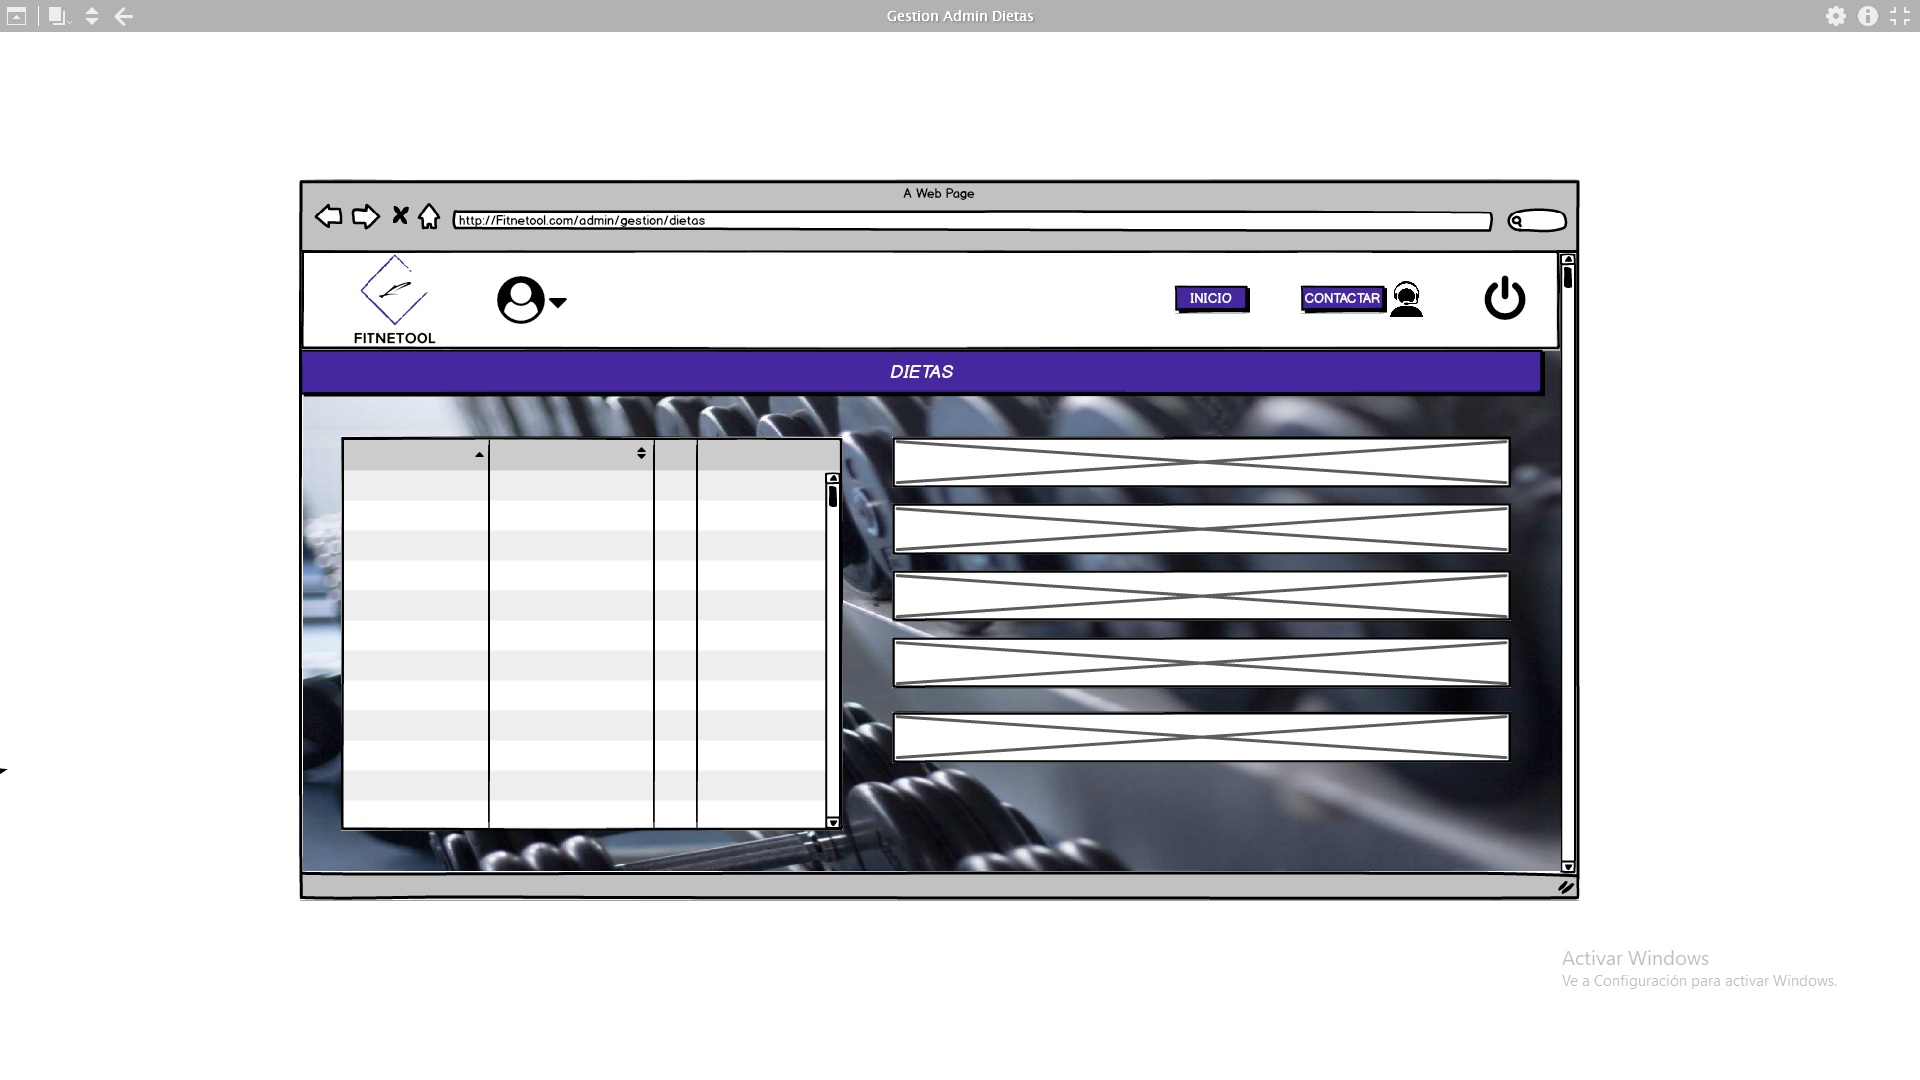 Gestion Admin Dietas
A Web Page
http://Fitnetool.com/admin/gestion/dietas
FITNETOOL
INICIO
CONTACTAR
DIETAS
Activar Windows
Ve a Configuración para activar Windows.